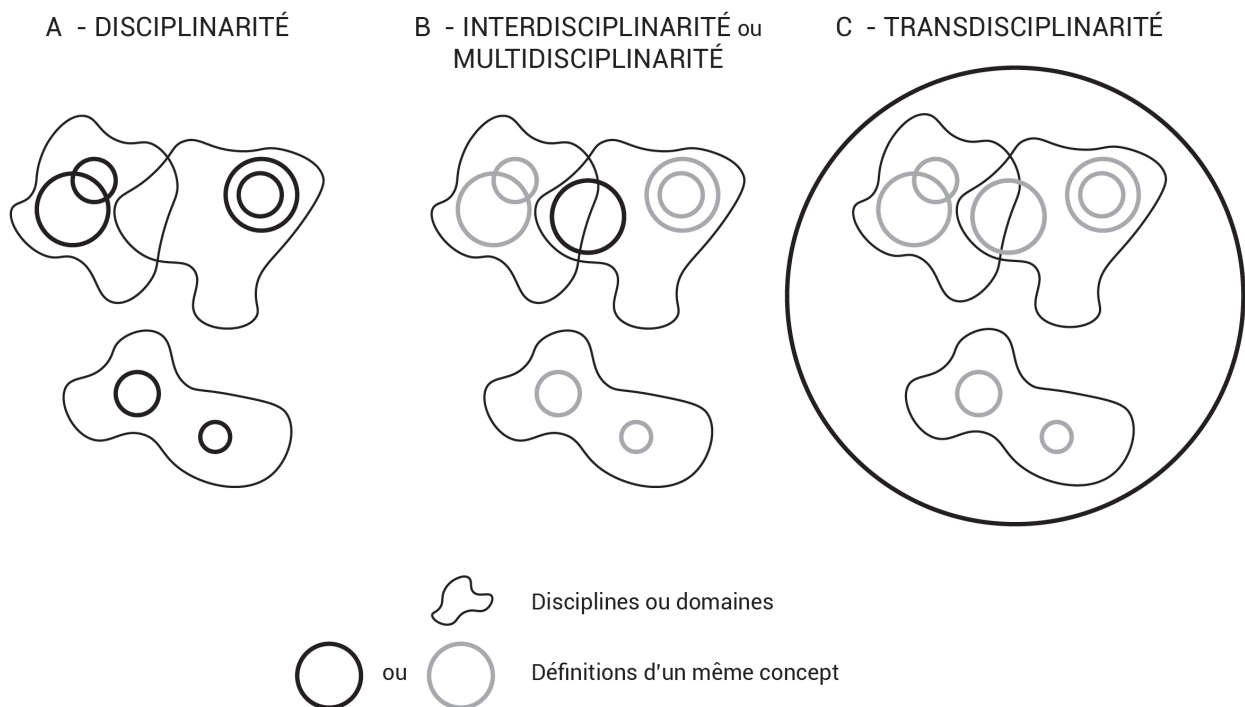 A - DISCIPLINARITÉ
B - INTERDISCIPLINARITÉ ou
MULTIDISCIPLINARITÉ
C - TRANSDISCIPLINARITÉ
Disciplines ou domaines
ou
Définitions d'un même concept